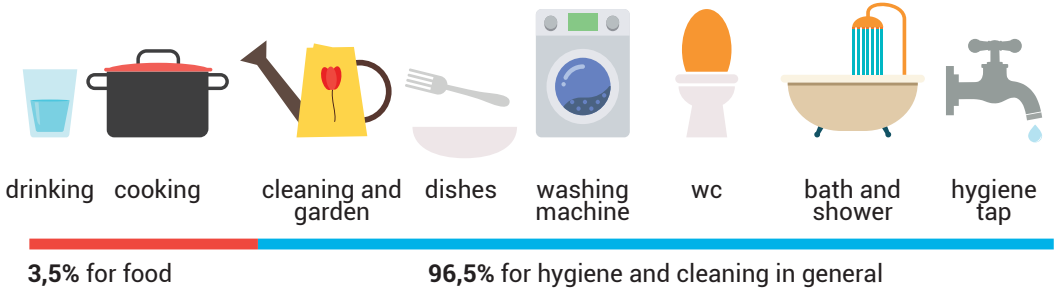 drinking
cooking
cleaning and
garden
dishes
washing
machine
wc
bath and
shower
hygiene
tap
3,5% for food
96,5% for hygiene and cleaning in general